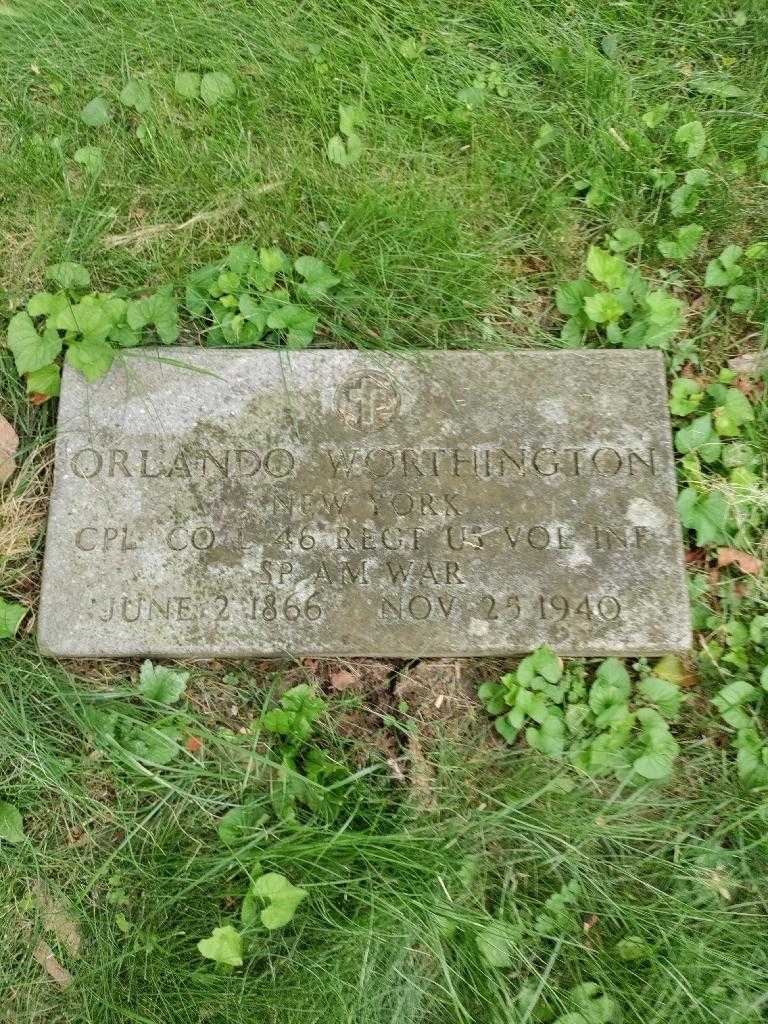 ORLANDO WORTHINGTON
NEW YORK
CPL CO L 46 REGT US VOL INF
SP AM WAR
JUNE 2 1866 NOV 25 1940